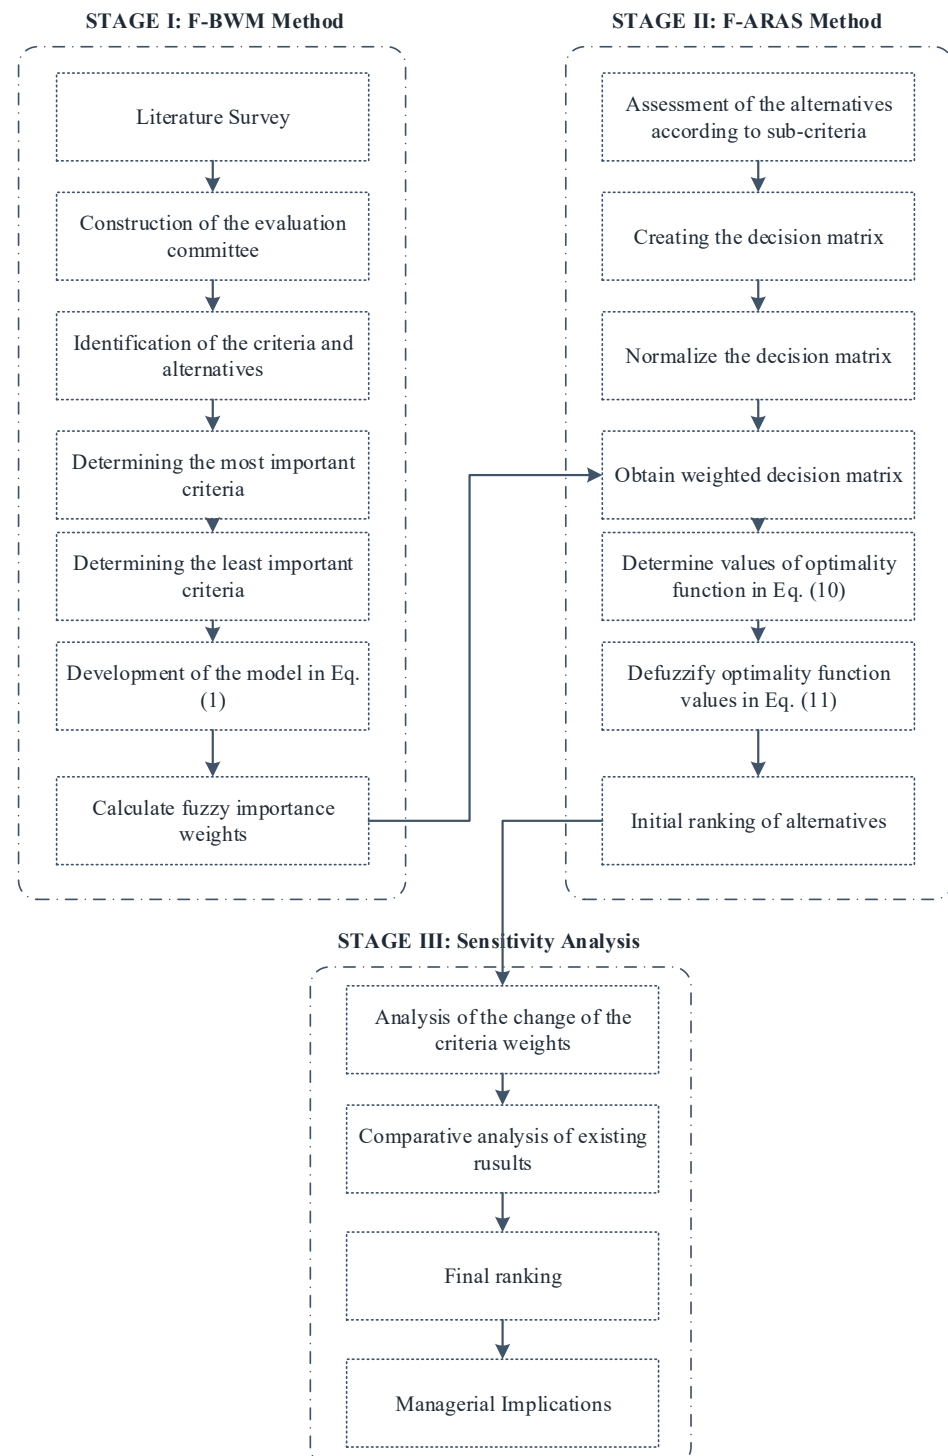 STAGE I: F-BWM Method
Literature Survey
Construction of the evaluation
committee
Identification of the criteria and
alternatives
Determining the most important
criteria
Determining the least important
criteria
Development of the model in Eq.
(1)
Calculate fuzzy importance
weights
STAGE II: F-ARAS Method
Assessment of the alternatives
according to sub-criteria
Creating the decision matrix
Normalize the decision matrix
Obtain weighted decision matrix
Determine values of optimality
function in Eq. (10)
Defuzzify optimality function
values in Eq. (11)
Initial ranking of alternatives
STAGE III: Sensitivity Analysis
Analysis of the change of the
criteria weights
Comparative analysis of existing
rusults
Final ranking
Managerial Implications